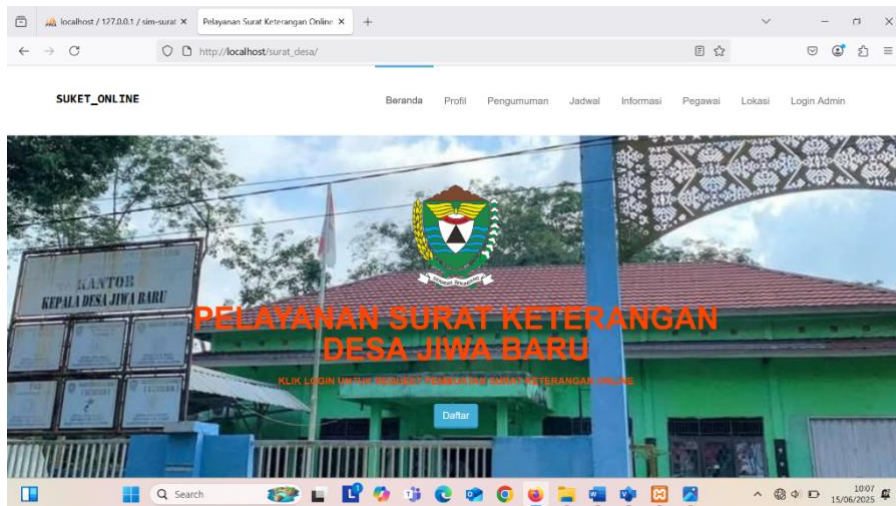 localhost / 127.0.0.1 / sim-surat
Pelayanan Surat Keterangan Online
http://localhost/surat_desa/
SUKET_ONLINE
Beranda Profil Pengumuman Jadwal Informasi Pegawai Lokasi Login Admin
KANTOR
KEPALA DESA JIWA BARU
PELAYANAN SURAT KETERANGAN
DESA JIWA BARU
KLIK LOGIN UNTUK REQUEST PEMBUATAN SURAT KETERANGAN ONLINE
Daftar
Search
10:07
15/06/2025